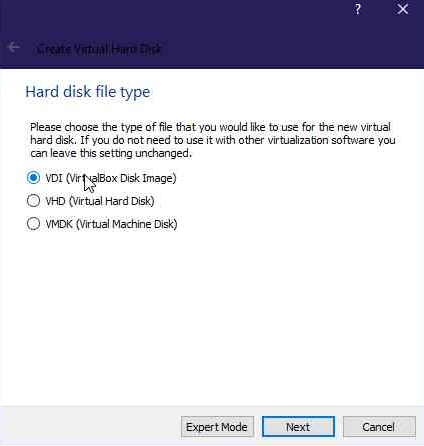 ?
Create Virtual Hard Disk
Hard disk file type
Please choose the type of file that you would like to use for the new virtual
hard disk. If you do not need to use it with other virtualization software you
can leave this setting unchanged.
VDI (VirtualBox Disk Image)
VHD (Virtual Hard Disk)
VMDK (Virtual Machine Disk)
Expert Mode Next Cancel